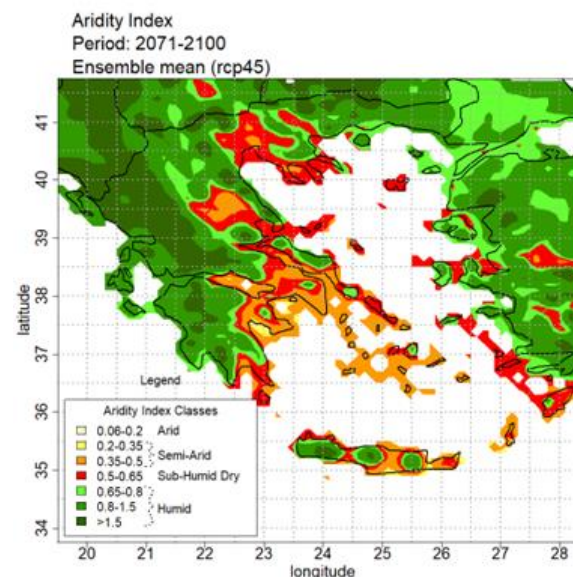 Aridity Index
Period: 2071-2100
Ensemble mean (rcp45)
41
40
39
38
37
36
35
34
latitude
Legend
Aridity Index Classes
0.06-0.2 Arid
0.2-0.35
Semi-Arid
0.35-0.5
0.5-0.65 Sub-Humid Dry
0.65-0.8
0.8-1.5 Humid
>1.5
20 21 22 23 24 25 26 27 28
longitude